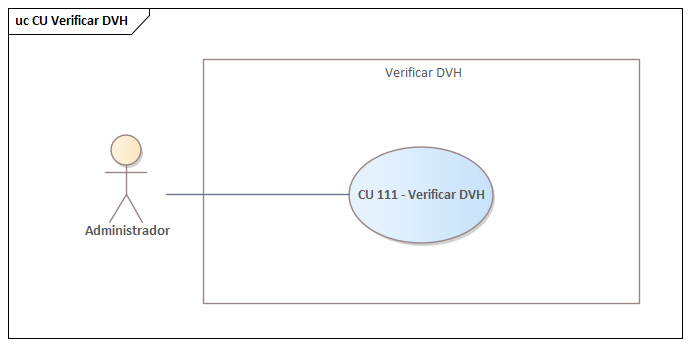 uc CU Verificar DVH
Verificar DVH
CU 111 - Verificar DVH
Administrador